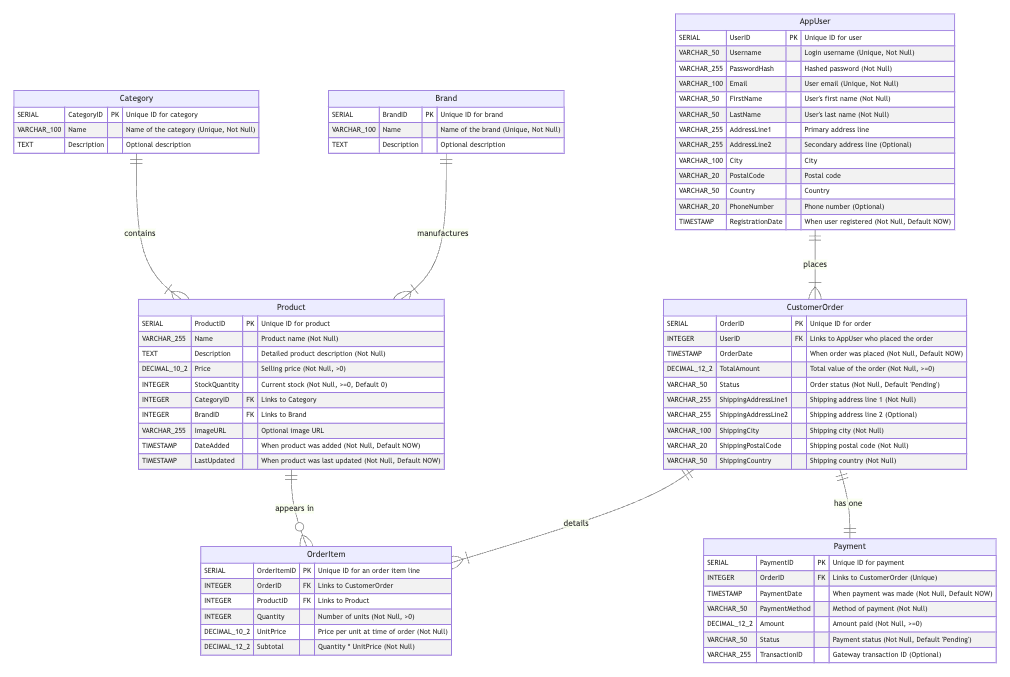 AppUser
SERIAL UserID PK Unique ID for user
VARCHAR_50 Username Login username (Unique, Not Null)
VARCHAR_255 PasswordHash Hashed password (Not Null)
VARCHAR_100 Email User email (Unique, Not Null)
VARCHAR_50 FirstName User's first name (Not Null)
VARCHAR_50 LastName User's last name (Not Null)
VARCHAR_255 AddressLine1 Primary address line
VARCHAR_255 AddressLine2 Secondary address line (Optional)
VARCHAR_100 City City
VARCHAR_20 PostalCode Postal code
VARCHAR_50 Country Country
VARCHAR_20 PhoneNumber Phone number (Optional)
TIMESTAMP RegistrationDate When user registered (Not Null, Default NOW)
Category
SERIAL CategoryID PK Unique ID for category
VARCHAR_100 Name Name of the category (Unique, Not Null)
TEXT Description Optional description
Brand
SERIAL BrandID PK Unique ID for brand
VARCHAR_100 Name Name of the brand (Unique, Not Null)
TEXT Description Optional description
contains
manufactures
places
Product
SERIAL ProductID PK Unique ID for product
VARCHAR_255 Name Product name (Not Null)
TEXT Description Detailed product description (Not Null)
DECIMAL_10_2 Price Selling price (Not Null, >0)
INTEGER StockQuantity Current stock (Not Null, >=0, Default 0)
INTEGER CategoryID FK Links to Category
INTEGER BrandID FK Links to Brand
VARCHAR_255 ImageURL Optional image URL
TIMESTAMP DateAdded When product was added (Not Null, Default NOW)
TIMESTAMP LastUpdated When product was last updated (Not Null, Default NOW)
CustomerOrder
SERIAL OrderID PK Unique ID for order
INTEGER UserID FK Links to AppUser who placed the order
TIMESTAMP OrderDate When order was placed (Not Null, Default NOW)
DECIMAL_12_2 TotalAmount Total value of the order (Not Null, >=0)
VARCHAR_50 Status Order status (Not Null, Default 'Pending')
VARCHAR_255 ShippingAddressLine1 Shipping address line 1 (Not Null)
VARCHAR_255 ShippingAddressLine2 Shipping address line 2 (Optional)
VARCHAR_100 ShippingCity Shipping city (Not Null)
VARCHAR_20 ShippingPostalCode Shipping postal code (Not Null)
VARCHAR_50 ShippingCountry Shipping country (Not Null)
appears in
details
has one
OrderItem
SERIAL OrderItemID PK Unique ID for an order item line
INTEGER OrderID FK Links to CustomerOrder
INTEGER ProductID FK Links to Product
INTEGER Quantity Number of units (Not Null, >0)
DECIMAL_10_2 UnitPrice Price per unit at time of order (Not Null)
DECIMAL_12_2 Subtotal Quantity * UnitPrice (Not Null)
Payment
SERIAL PaymentID PK Unique ID for payment
INTEGER OrderID FK Links to CustomerOrder (Unique)
TIMESTAMP PaymentDate When payment was made (Not Null, Default NOW)
VARCHAR_50 PaymentMethod Method of payment (Not Null)
DECIMAL_12_2 Amount Amount paid (Not Null, >=0)
VARCHAR_50 Status Payment status (Not Null, Default 'Pending')
VARCHAR_255 TransactionID Gateway transaction ID (Optional)